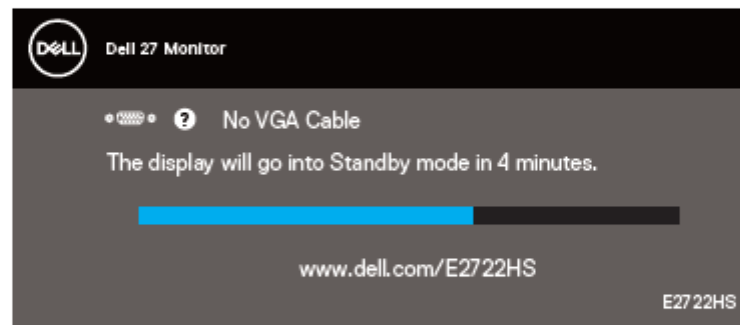 DELL Dell 27 Monitor
? No VGA Cable
The display will go into Standby mode in 4 minutes.
www.dell.com/E2722HS
E2722HS